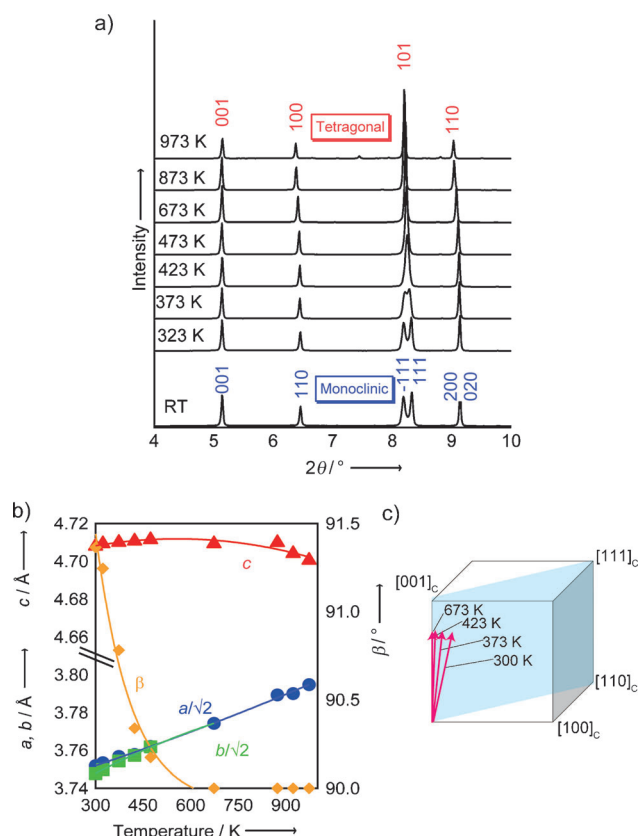 a)
101
001
100
110
Tetragonal
973 K
873 K
673 K
473 K
423 K
373 K
323 K
RT
001
110
Monoclinic
-111
111
200
020
Intensity
4 5 6 7 8 9 10
2θ/°
b)
4.72
4.70
4.68
4.66
3.80
3.78
3.76
3.74
c / Å
a, b / Å
c
β
a/√2
b/√2
91.5
91.0
90.5
90.0
β/°
300 450 600 750 900
Temperature / K
c)
[001]C
[111]C
673 K
423 K
373 K
300 K
[110]C
[100]C